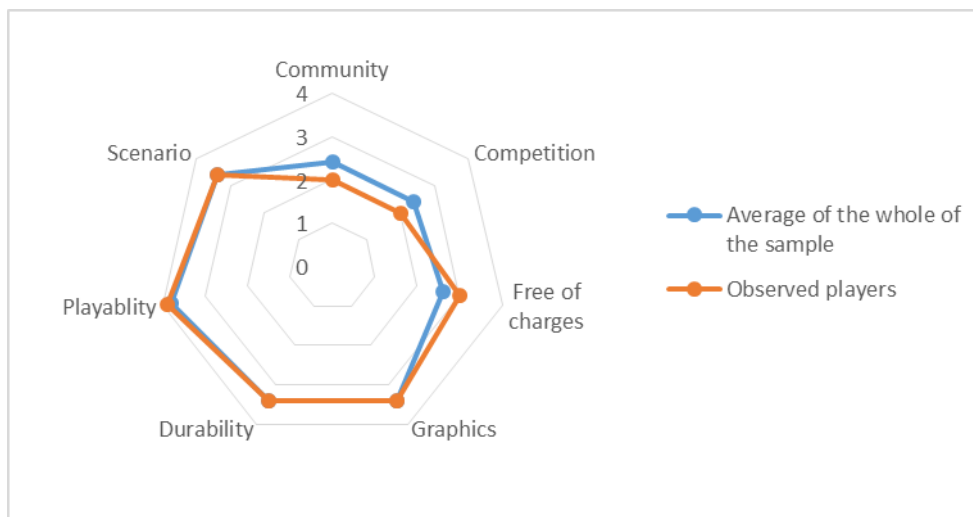 Community
4
Scenario
3
Competition
2
1
Average of the whole of
the sample
0
Free of
charges
Observed players
Playablity
Durability
Graphics